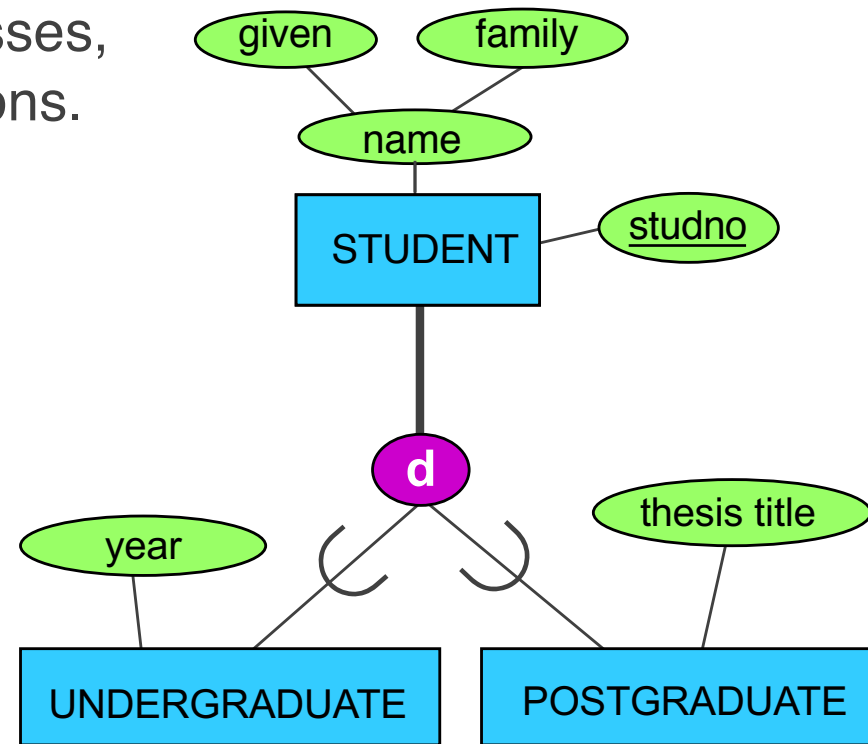 sses,
ons.
given
family
name
STUDENT
studno
d
year
thesis title
UNDERGRADUATE
POSTGRADUATE